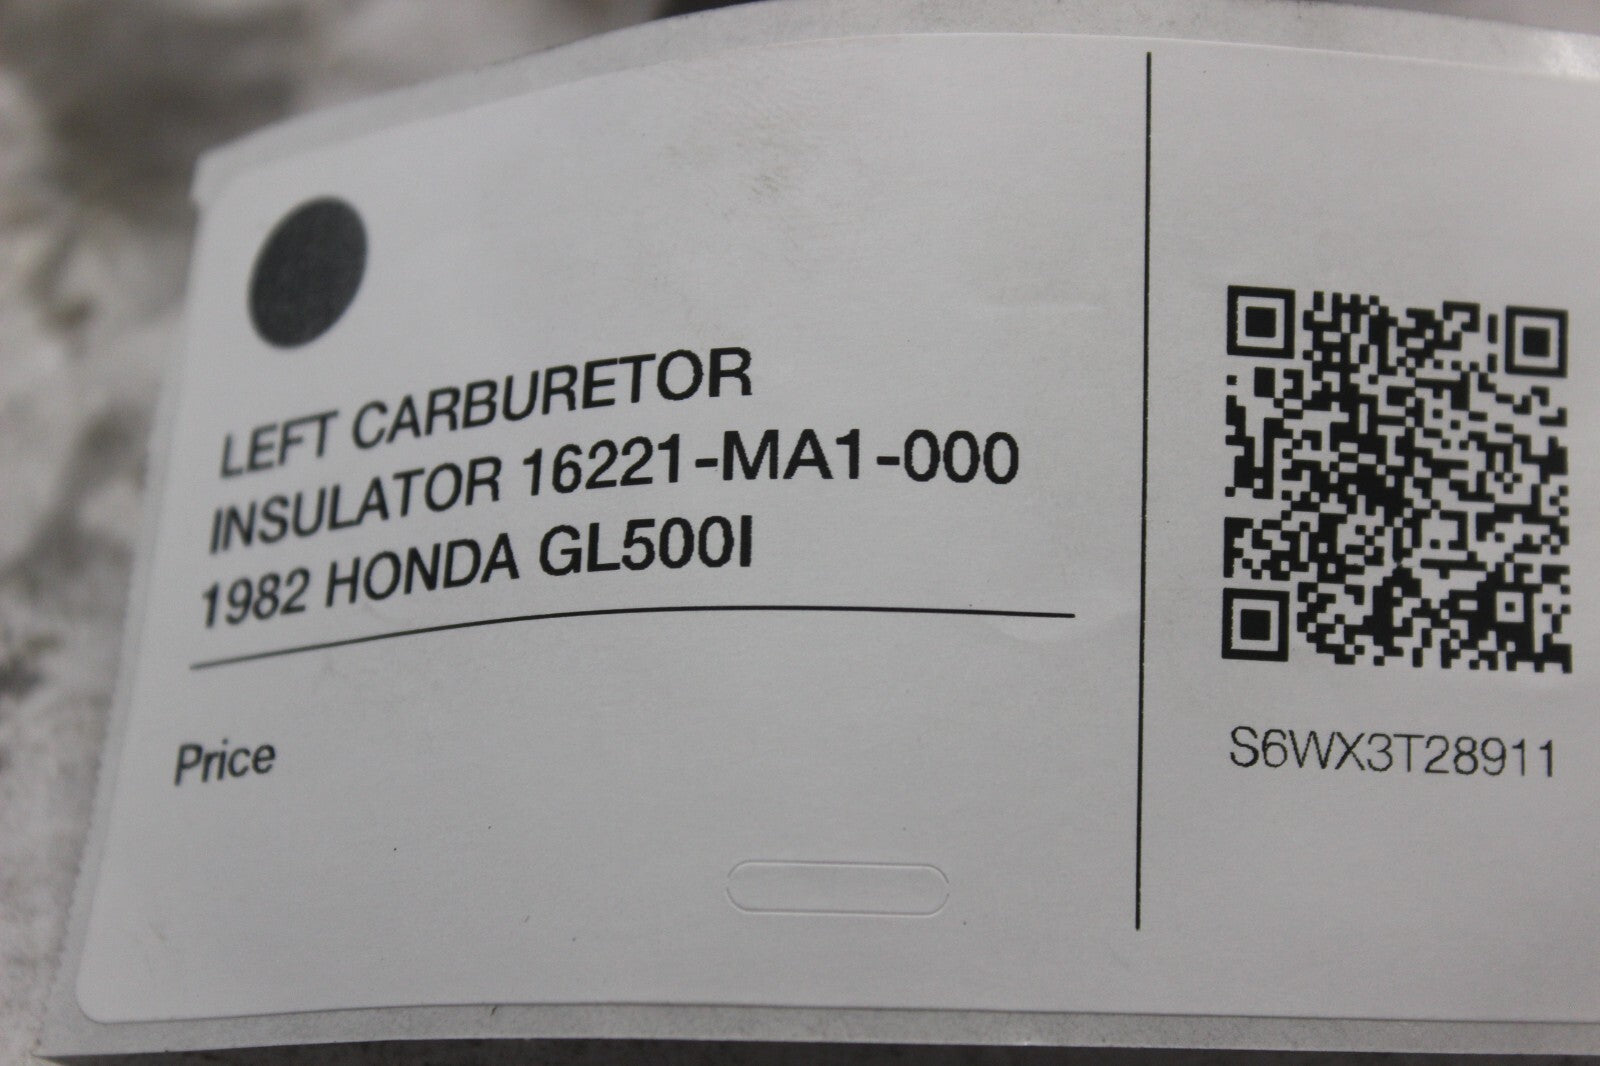 LEFT CARBURETOR
INSULATOR 16221-MA1-000
1982 HONDA GL500I
Price
S6WX3T28911